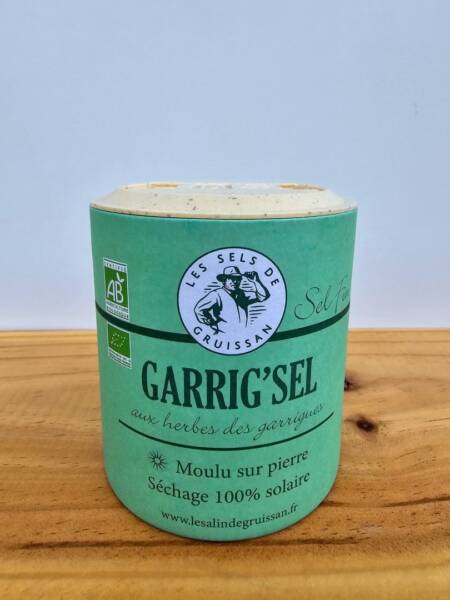 LES SELS DE
GRUISSAN
AB
Sel
GARRIG'SEL
aux herbes des garrigues
Moulu sur pierre
Séchage 100% solaire
www.lesalindegruissan.fr